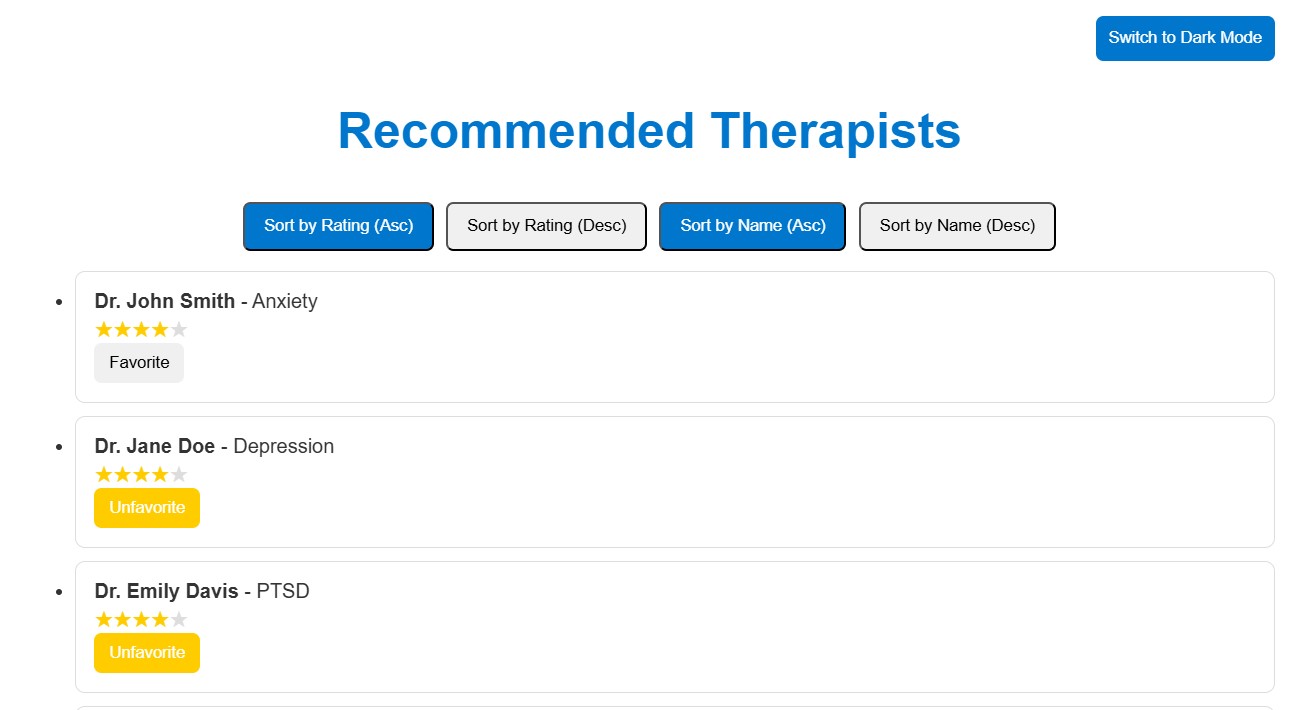 Switch to Dark Mode
Recommended Therapists
Sort by Rating (Asc) Sort by Rating (Desc) Sort by Name (Asc) Sort by Name (Desc)
Dr. John Smith - Anxiety
★★★★★
Favorite
Dr. Jane Doe - Depression
★★★★★
Unfavorite
Dr. Emily Davis - PTSD
★★★★★
Unfavorite